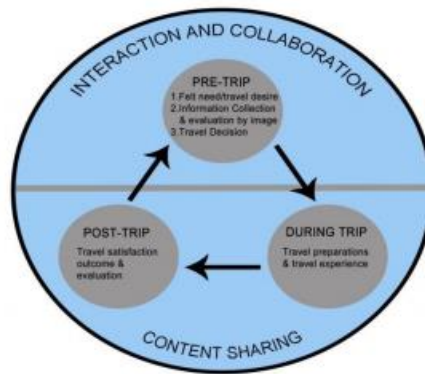 INTERACTION AND COLLABORATION
PRE-TRIP
1.Felt need/travel desire
2.Information Collection
& evaluation by image
3.Travel Decision
POST-TRIP
Travel satisfaction
outcome &
evaluation
DURING TRIP
Travel preparations
& travel experience
CONTENT SHARING